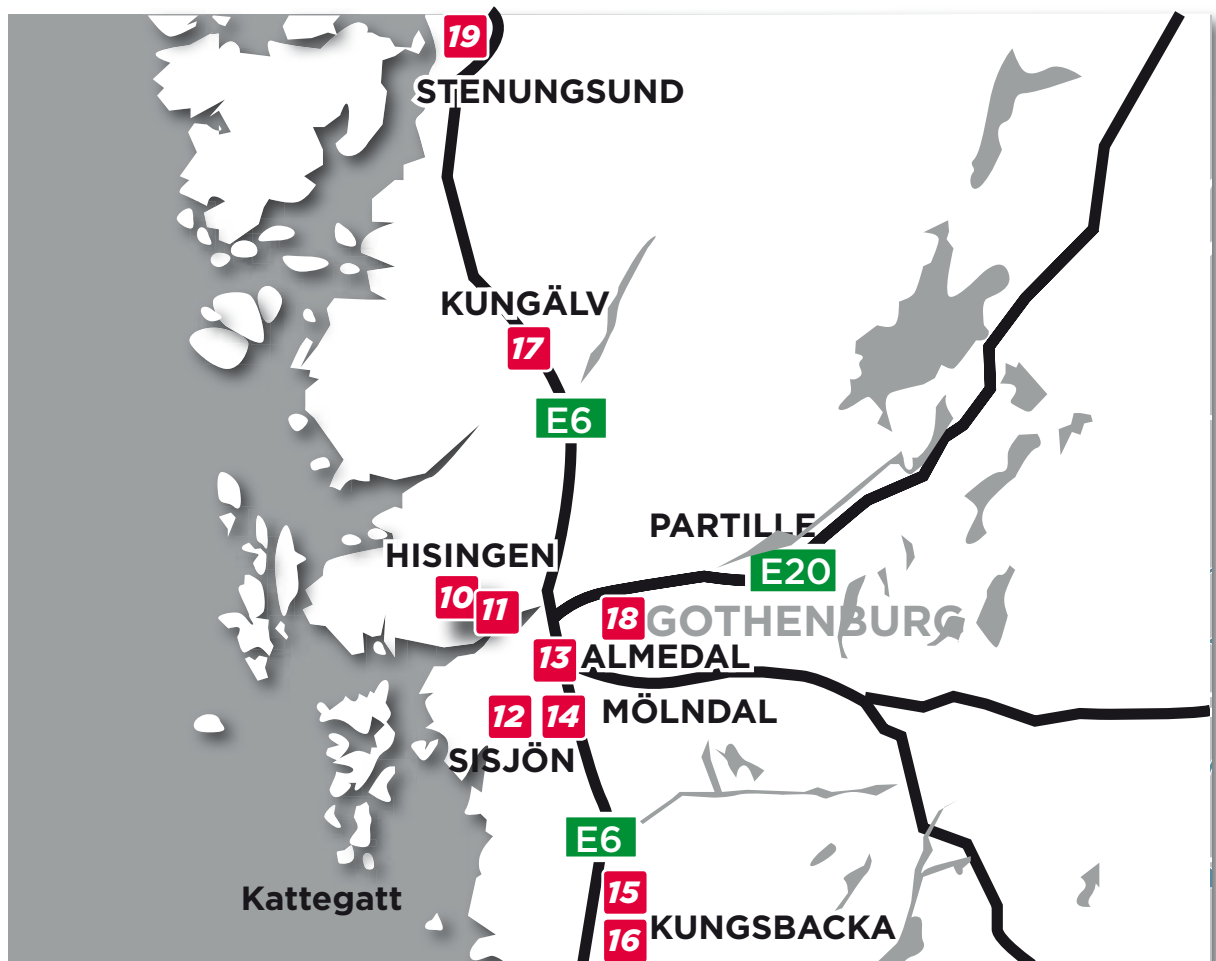 19
STENUNGSUND
KUNGÄLV
17
E6
PARTILLE
HISINGEN
E20
10
11
18 GOTHENBURG
13 ALMEDAL
12
14 MÖLNDAL
SISJÖN
E6
15
Kattegatt
16 KUNGSBACKA